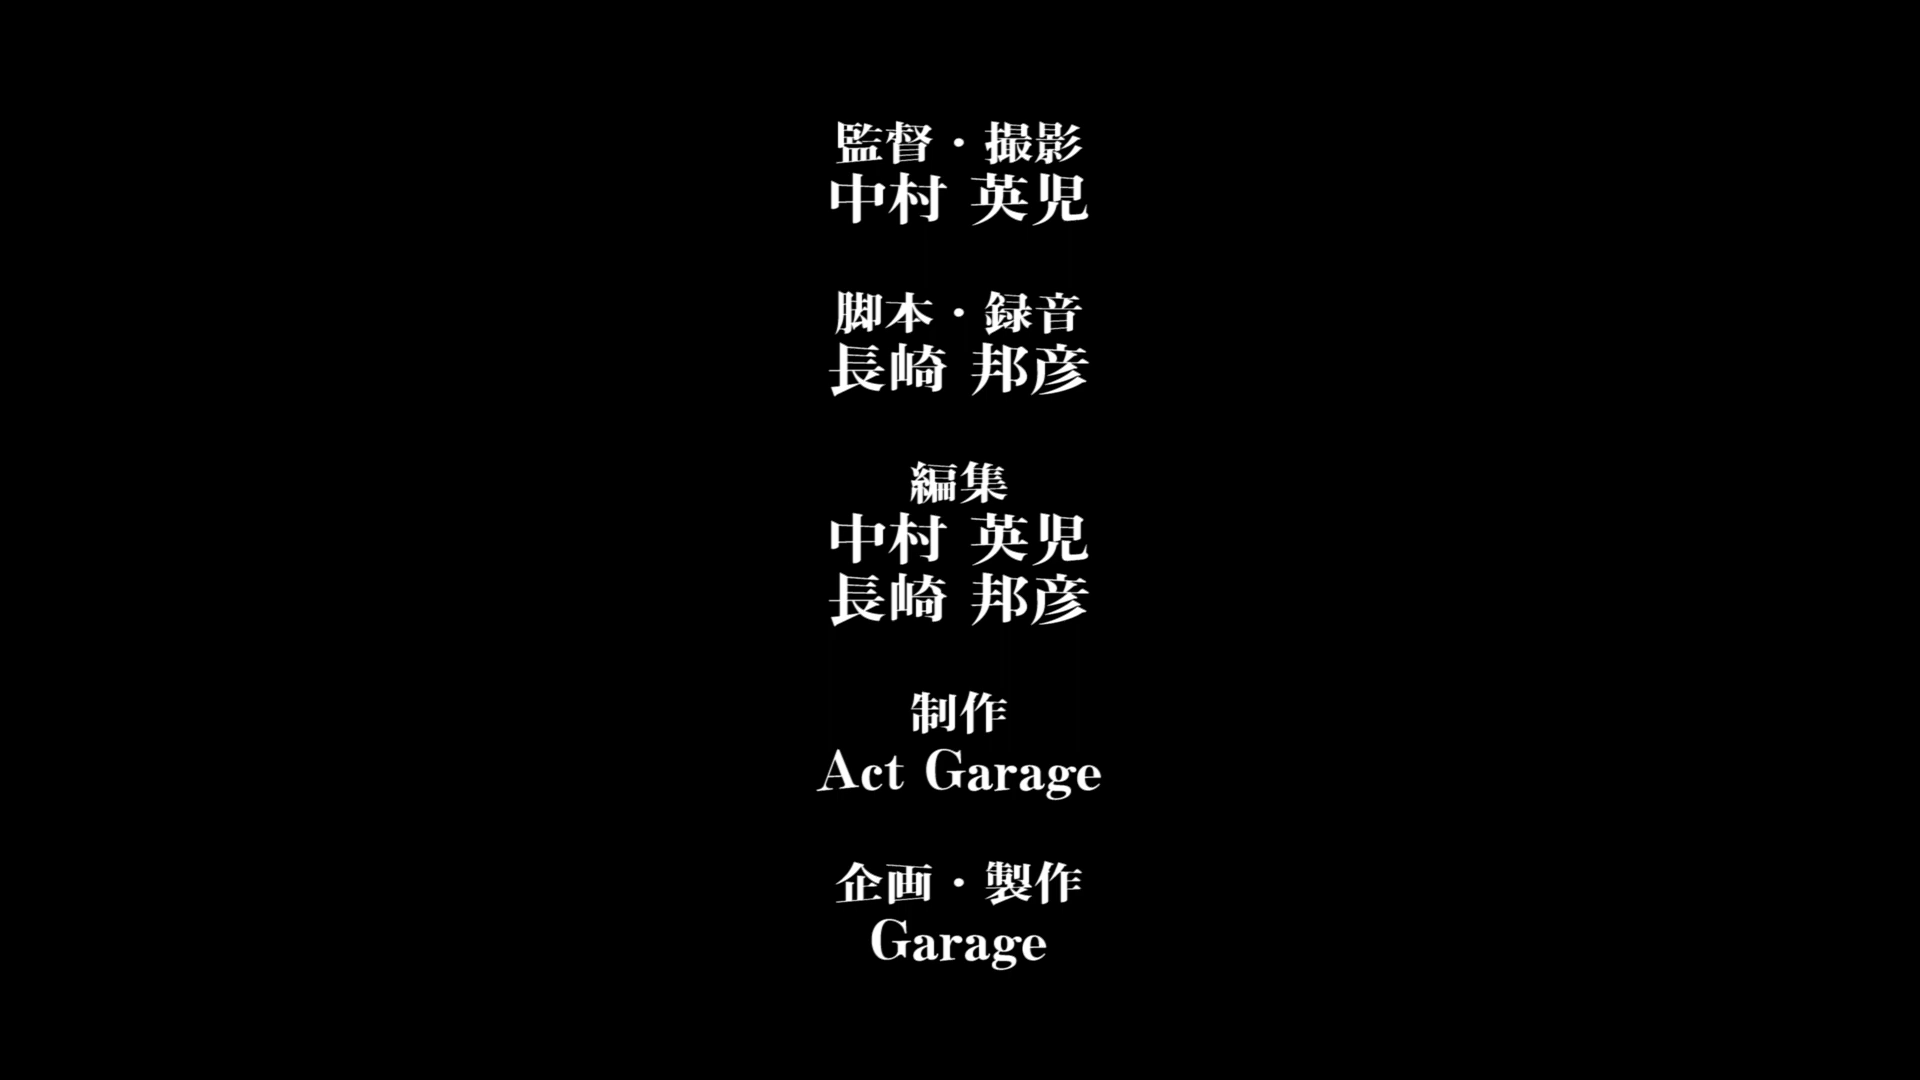 監督・撮影
中村 英児
脚本・録音
長崎 邦彦
編集
中村 英児
長崎 邦彦
制作
Act Garage
企画・製作
Garage